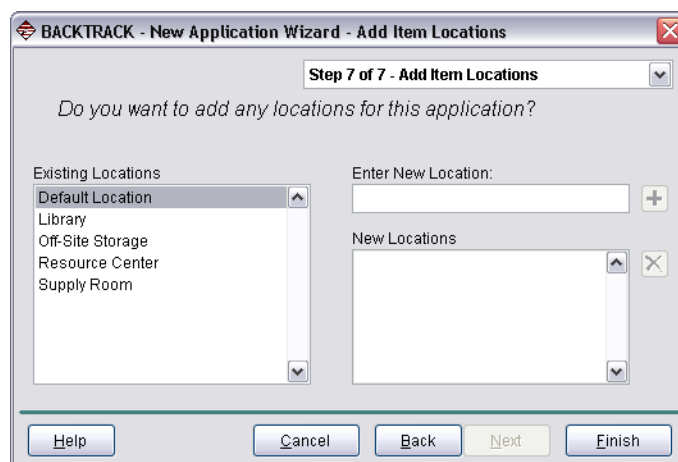 BACKTRACK - New Application Wizard - Add Item Locations
Step 7 of 7 - Add Item Locations
Do you want to add any locations for this application?
Existing Locations
Default Location
Library
Off-Site Storage
Resource Center
Supply Room
Enter New Location:
New Locations
Help
Cancel
Back
Next
Finish